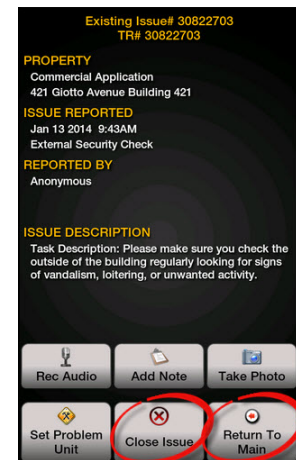 Existing Issue# 30822703
TR# 30822703
PROPERTY
Commercial Application
421 Giotto Avenue Building 421
ISSUE REPORTED
Jan 13 2014 9:43AM
External Security Check
REPORTED BY
Anonymous
ISSUE DESCRIPTION
Task Description: Please make sure you check the
outside of the building regularly looking for signs
of vandalism, loitering, or unwanted activity.
Rec Audio
Add Note
Take Photo
Set Problem
Unit
Close Issue
Return To
Main